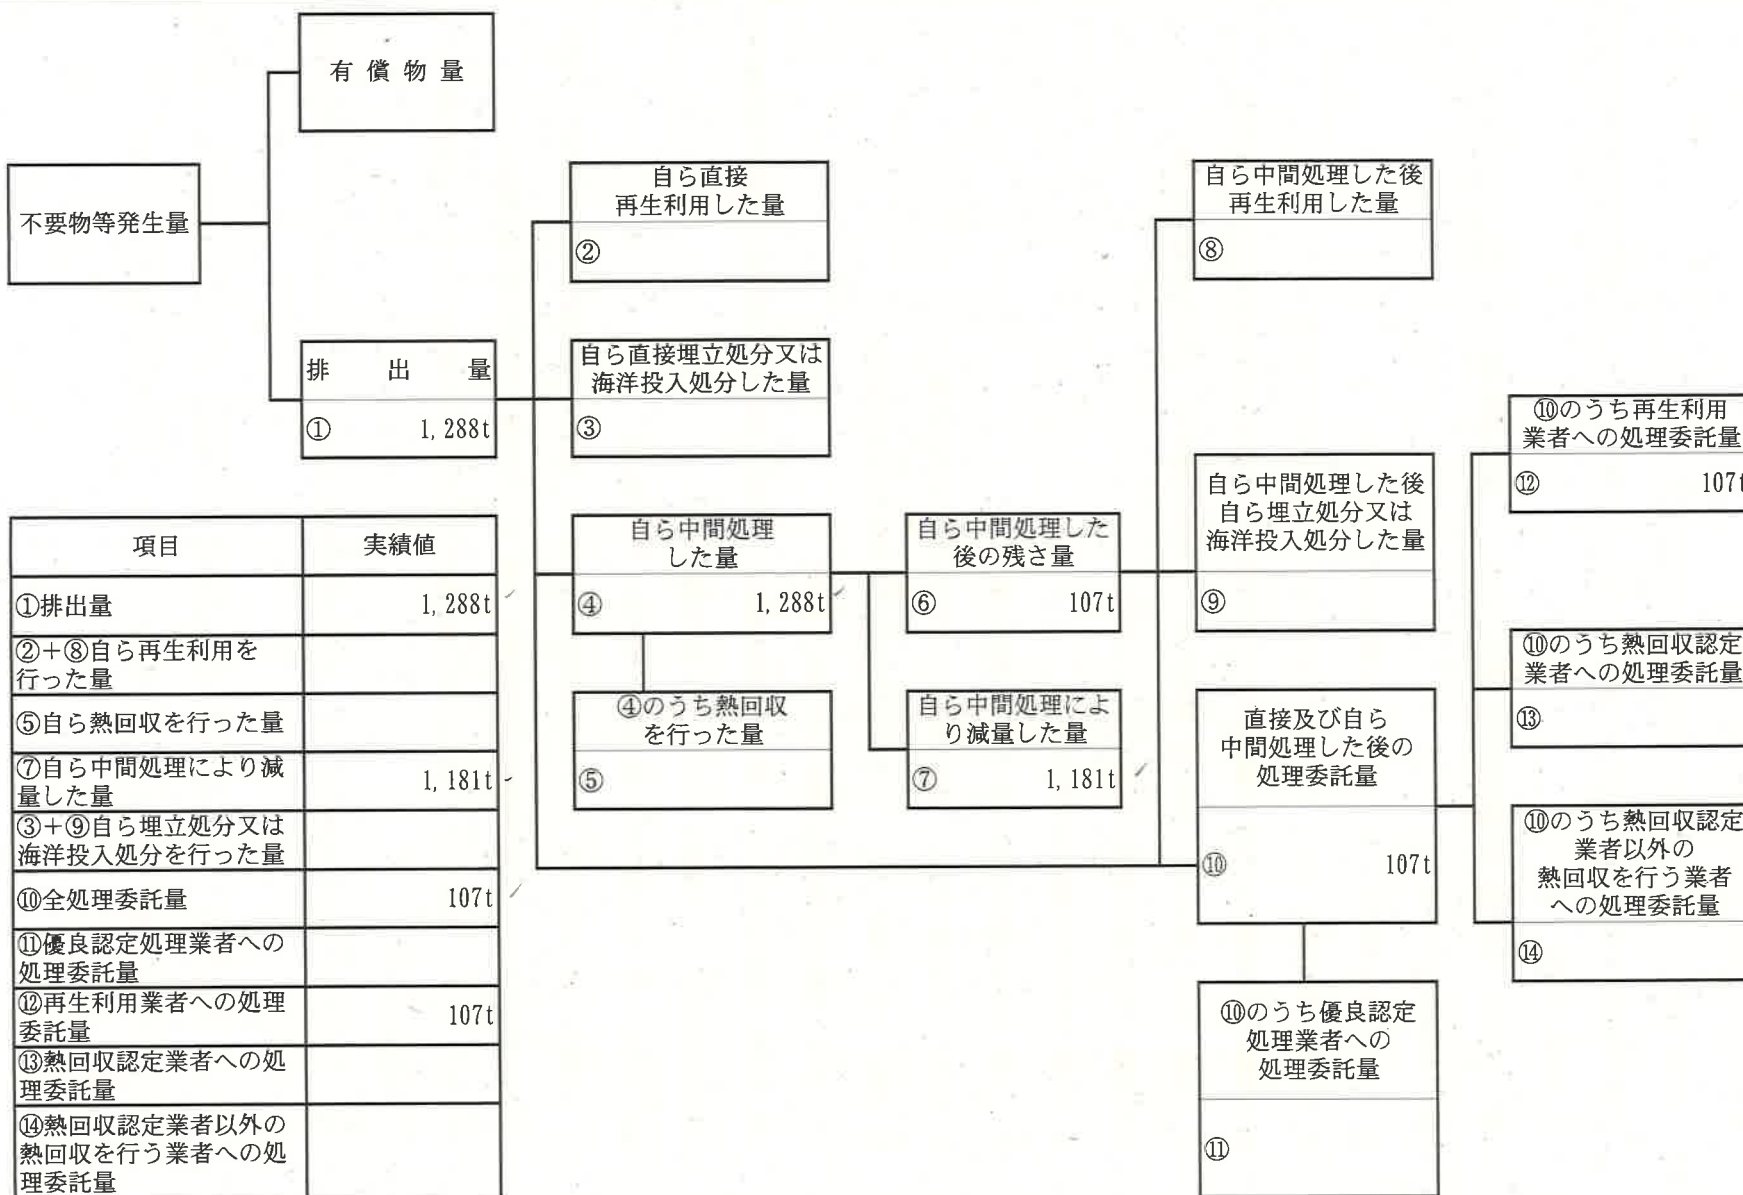 有償物量
不要物等発生量
排出量
① 1,288t
自ら直接
再生利用した量
②
自ら直接埋立処分又は
海洋投入処分した量
③
自ら中間処理
した量
④ 1,288t
④のうち熱回収
を行った量
⑤
自ら中間処理した
後の残さ量
⑥ 107t
自ら中間処理によ
り減量した量
⑦ 1,181t
自ら中間処理した後
再生利用した量
⑧
自ら中間処理した後
自ら埋立処分又は
海洋投入処分した量
⑨
直接及び自ら
中間処理した後の
処理委託量
⑩ 107t
⑩のうち優良認定
処理業者への
処理委託量
⑪
⑩のうち再生利用
業者への処理委託量
⑫ 107t
⑩のうち熱回収認定
業者への処理委託量
⑬
⑩のうち熱回収認定
業者以外の
熱回収を行う業者
への処理委託量
⑭
項目 実績値
①排出量 1,288t
②+⑧自ら再生利用を
行った量
⑤自ら熱回収を行った量
⑦自ら中間処理により減
量した量 1,181t
③+⑨自ら埋立処分又は
海洋投入処分を行った量
⑩全処理委託量 107t
⑪優良認定処理業者への
処理委託量
⑫再生利用業者への処理
委託量 107t
⑬熱回収認定業者への処
理委託量
⑭熱回収認定業者以外の
熱回収を行う業者への処
理委託量